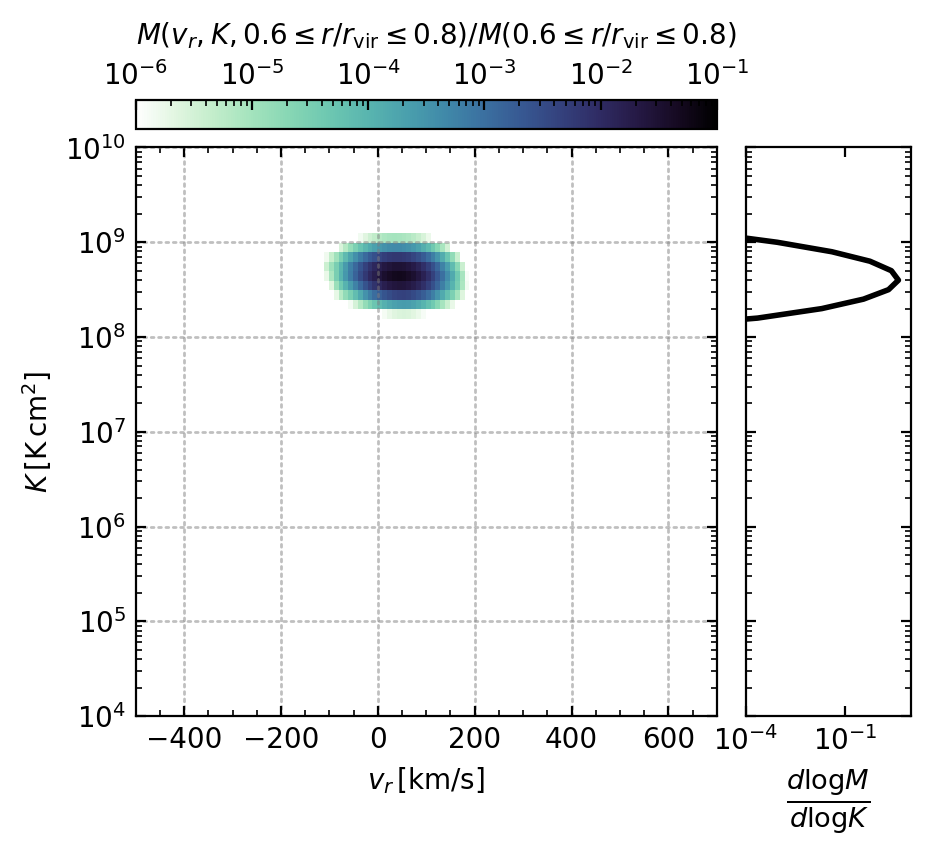 M(v_r, K, 0.6 ≤ r/r_vir ≤ 0.8)/M(0.6 ≤ r/r_vir ≤ 0.8)
10^−6 10^−5 10^−4 10^−3 10^−2 10^−1
10^10
10^9
10^8
10^7
10^6
10^5
10^4
K [K cm^2]
−400 −200 0 200 400 600
v_r [km/s]
10^−4 10^−1
dlogM
dlogK